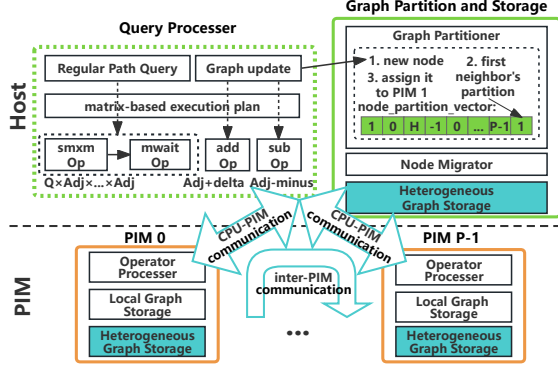 Query Processer
Graph Partition and Storage
Host
Regular Path Query
Graph update
matrix-based execution plan
smxm
Op
mwait
Op
add
Op
sub
Op
Q×Adj×...×Adj
Adj+delta
Adj-minus
Graph Partitioner
1. new node
2. first
neighbor's
partition
3. assign it
to PIM 1
node_partition_vector:
1 0 H -1 0 ... P-1 1
Node Migrator
Heterogeneous
Graph Storage
CPU-PIM
communication
CPU-PIM
communication
inter-PIM
communication
PIM
PIM 0
Operator
Processer
Local Graph
Storage
Heterogeneous
Graph Storage
...
PIM P-1
Operator
Processer
Local Graph
Storage
Heterogeneous
Graph Storage